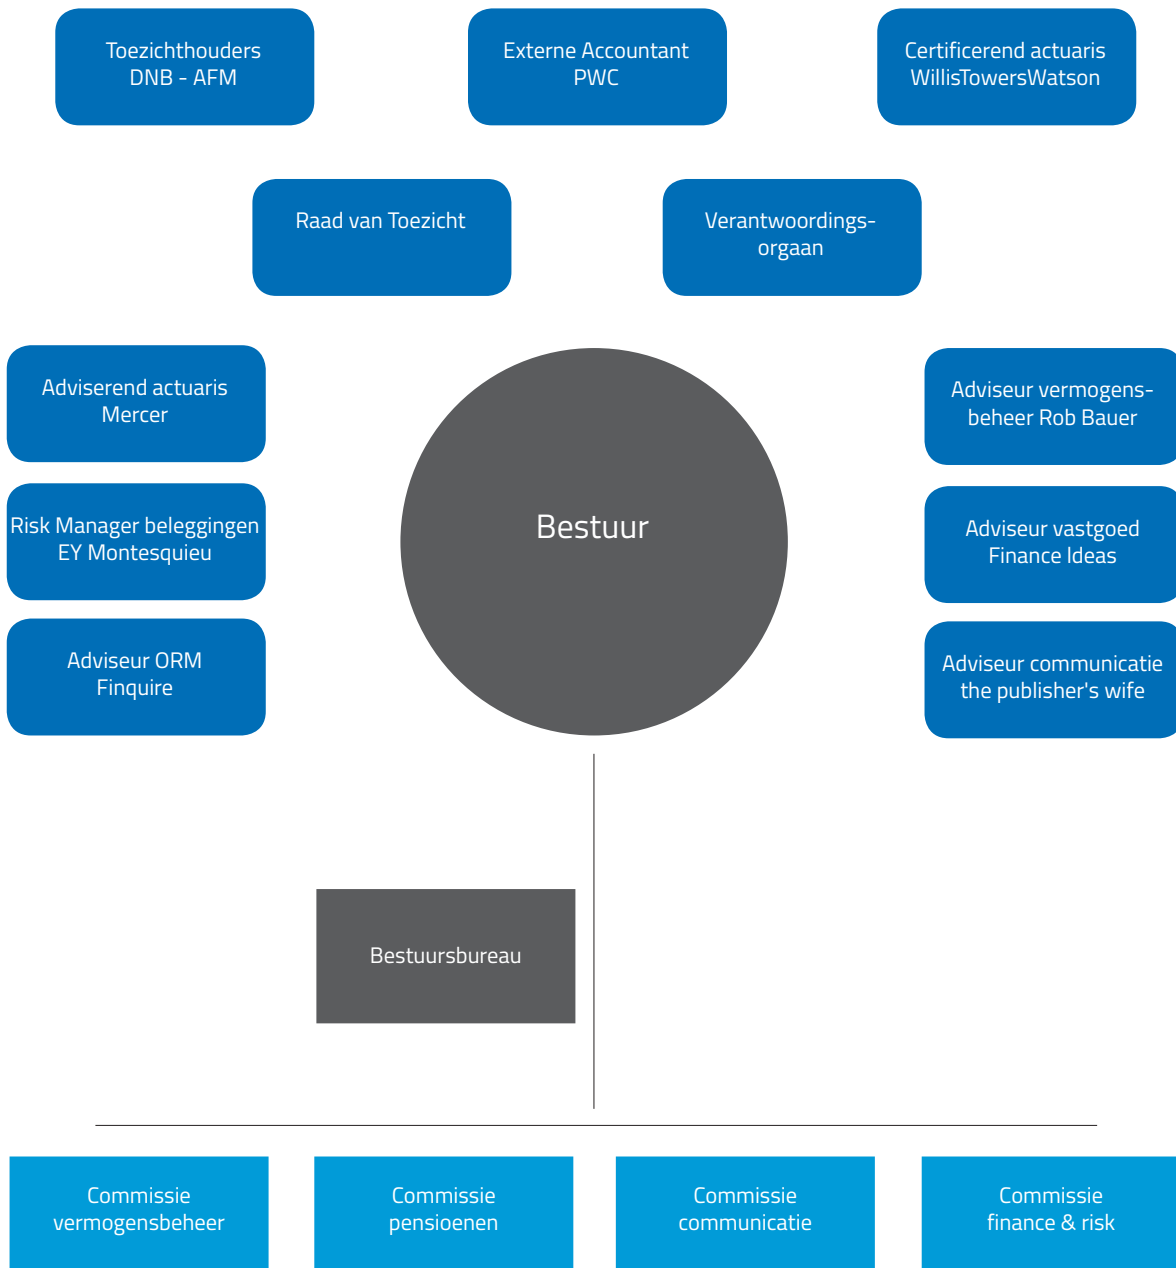 Toezichthouders
DNB - AFM
Externe Accountant
PWC
Certificerend actuaris
WillisTowersWatson
Raad van Toezicht
Verantwoordings-
orgaan
Adviserend actuaris
Mercer
Adviseur vermogens-
beheer Rob Bauer
Bestuur
Risk Manager beleggingen
EY Montesquieu
Adviseur vastgoed
Finance Ideas
Adviseur ORM
Finquire
Adviseur communicatie
the publisher's wife
Bestuursbureau
Commissie
vermogensbeheer
Commissie
pensioenen
Commissie
communicatie
Commissie
finance & risk